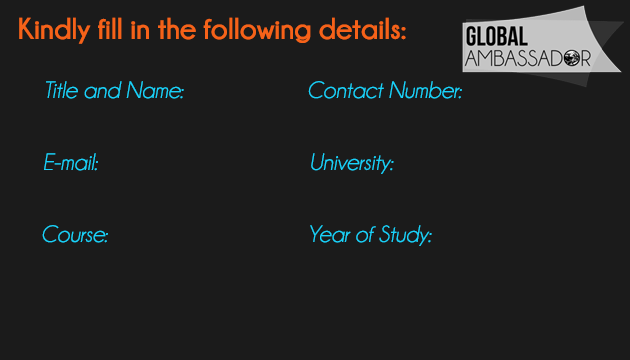 Kindly fill in the following details:
GLOBAL
AMBASSADOR
Title and Name:
Contact Number:
E-mail:
University:
Course:
Year of Study: